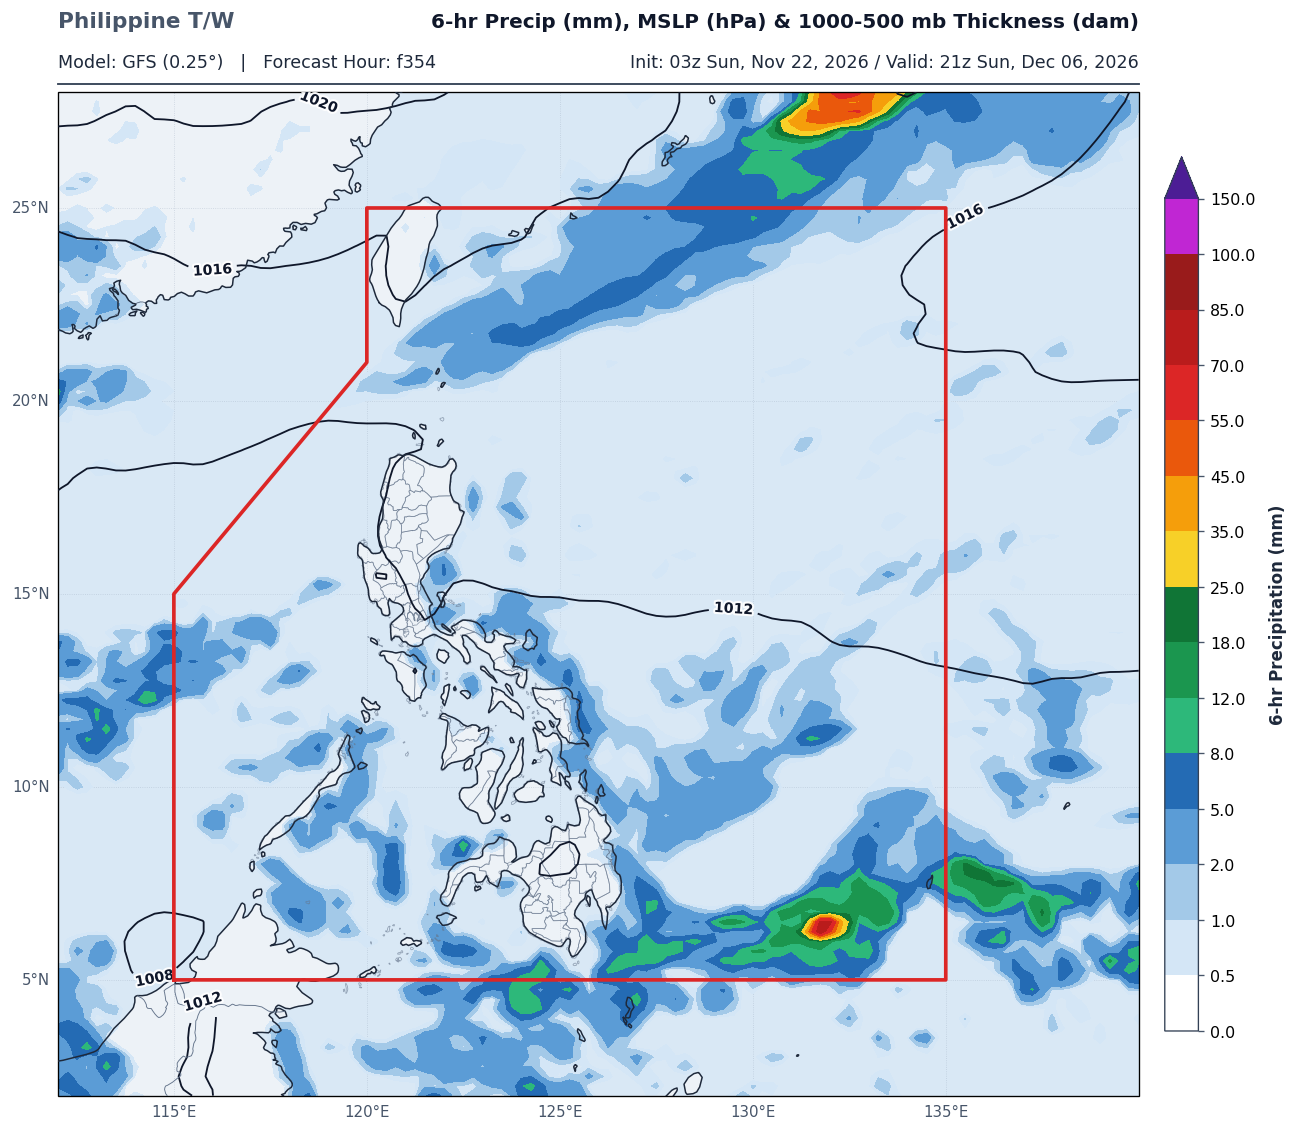 Philippine T/W
6-hr Precip (mm), MSLP (hPa) & 1000-500 mb Thickness (dam)
Model: GFS (0.25°) | Forecast Hour: f354
Init: 03z Sun, Nov 22, 2026 / Valid: 21z Sun, Dec 06, 2026
1020
1016
1016
1012
1008
1012
25°N
20°N
15°N
10°N
5°N
115°E
120°E
125°E
130°E
135°E
150.0
100.0
85.0
70.0
55.0
45.0
35.0
25.0
18.0
12.0
8.0
5.0
2.0
1.0
0.5
0.0
6-hr Precipitation (mm)